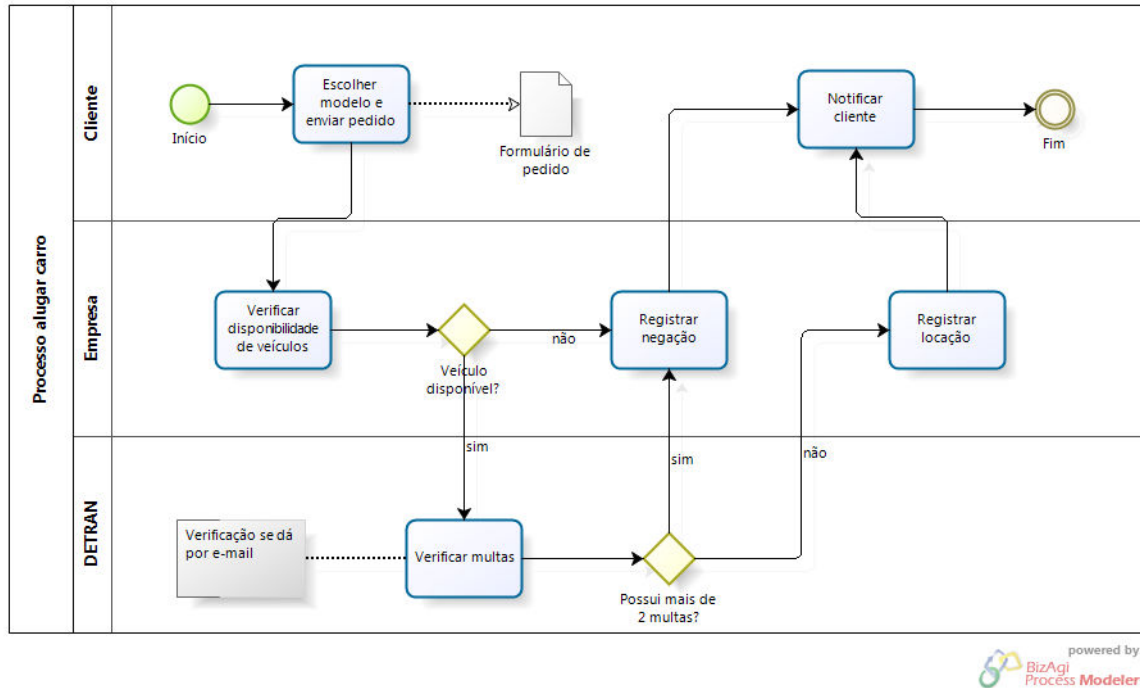 Processo alugar carro
Cliente
Início
Escolher
modelo e
enviar pedido
Formulário de
pedido
Notificar
cliente
Fim
Empresa
Verificar
disponibilidade
de veículos
Veículo
disponível?
não
sim
Registrar
negação
Registrar
locação
DETRAN
Verificação se dá
por e-mail
Verificar multas
Possui mais de
2 multas?
sim
não
powered by
BizAgi
Process Modeler